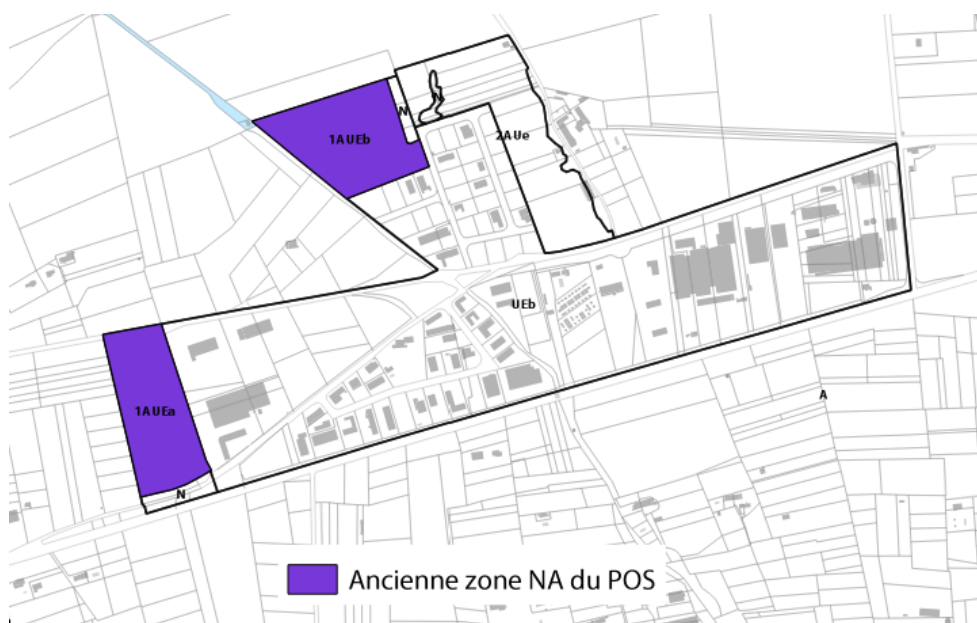 N
N
1AUEb
2AUe
UEb
A
1AUEa
N
Ancienne zone NA du POS